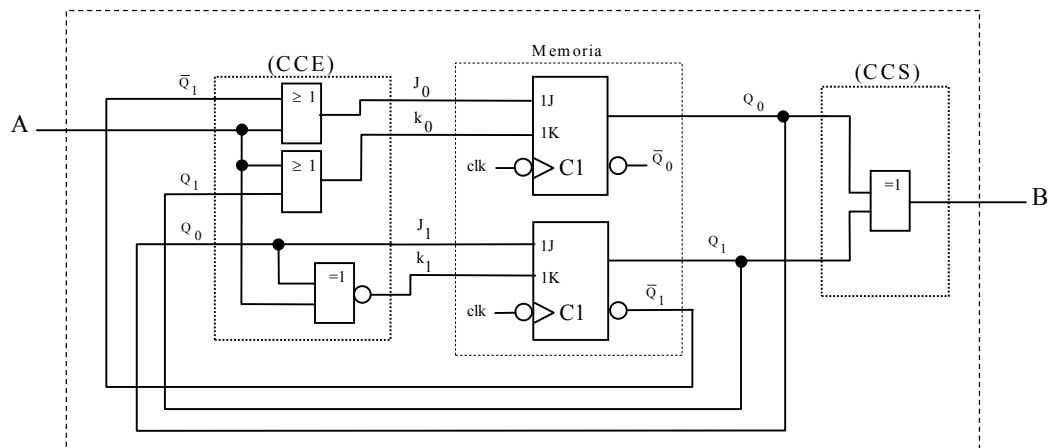 Memoria
(CCE)
(CCS)
Q̅1
≥ 1
J0
1J
Q0
A
k0
1K
≥ 1
clk
C1
Q̅0
Q1
=1
B
Q0
J1
1J
Q1
k1
1K
=1
Q̅1
clk
C1